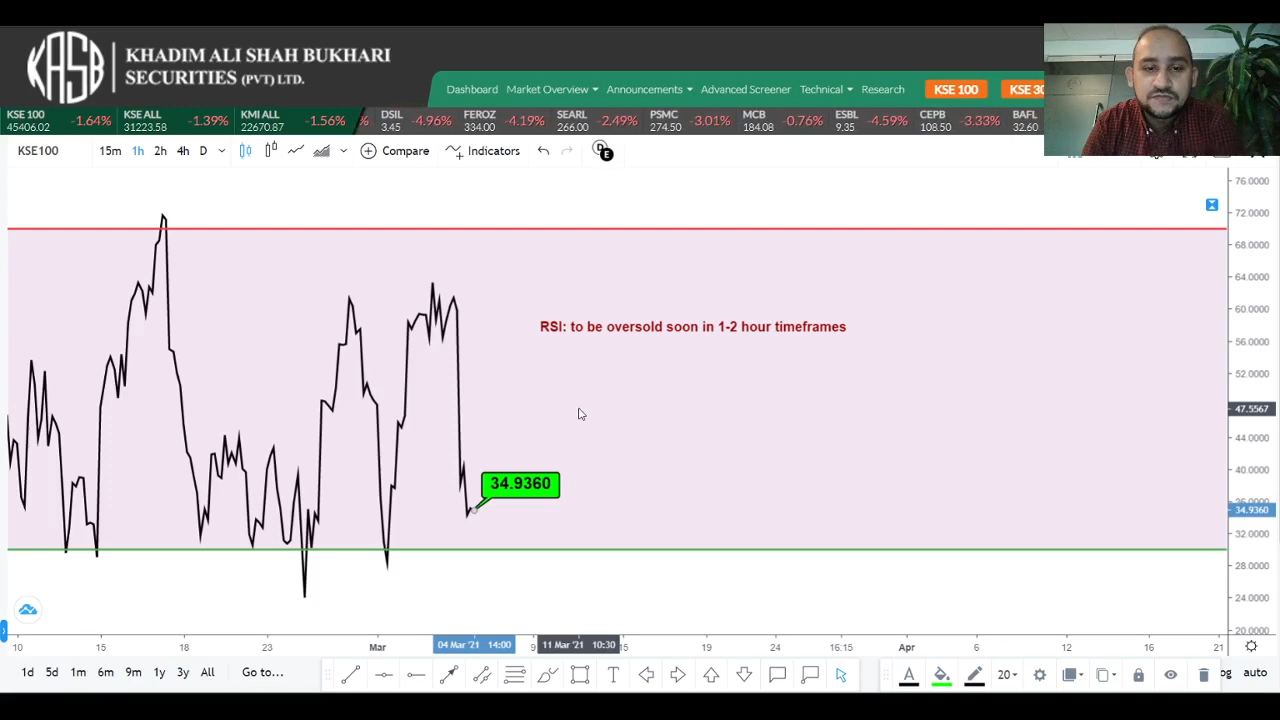 KASB
KHADIM ALI SHAH BUKHARI
SECURITIES (PVT) LTD.
Dashboard Market Overview Announcements Advanced Screener Technical Research KSE 100 KSE 30
KSE 100 -1.64% KSE ALL -1.39% KMI ALL -1.56% % DSIL -4.96% FEROZ -4.19% SEARL -2.49% PSMC -3.01% MCB -0.76% ESBL -4.59% CEPB -3.33% BAFL
45406.02 31223.58 22670.87 3.45 334.00 266.00 274.50 184.08 9.35 108.50 32.60
KSE100 15m 1h 2h 4h D Compare Indicators D E
76.0000
72.0000
68.0000
64.0000
60.0000
RSI: to be oversold soon in 1-2 hour timeframes
56.0000
52.0000
47.5567
44.0000
40.0000
34.9360
36.0000
34.9360
32.0000
28.0000
24.0000
20.0000
10 15 18 23 Mar 04 Mar '21 14:00 9 11 Mar '21 10:30 15 19 24 16:15 Apr 6 12 16 21
1d 5d 1m 6m 9m 1y 3y All Go to... T A 20 og auto